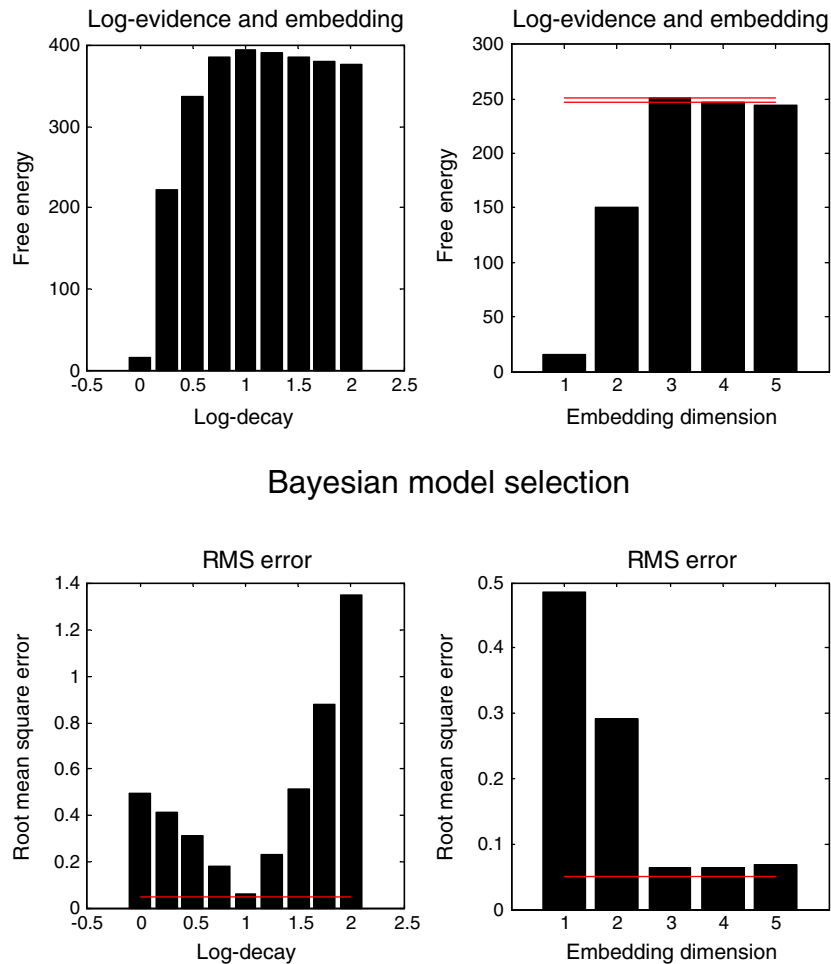 Log-evidence and embedding
400
300
200
100
0
Free energy
-0.5 0 0.5 1 1.5 2 2.5
Log-decay
Log-evidence and embedding
300
250
200
150
100
50
0
Free energy
1 2 3 4 5
Embedding dimension
Bayesian model selection
RMS error
1.4
1.2
1
0.8
0.6
0.4
0.2
0
Root mean square error
-0.5 0 0.5 1 1.5 2 2.5
Log-decay
RMS error
0.5
0.4
0.3
0.2
0.1
0
Root mean square error
1 2 3 4 5
Embedding dimension